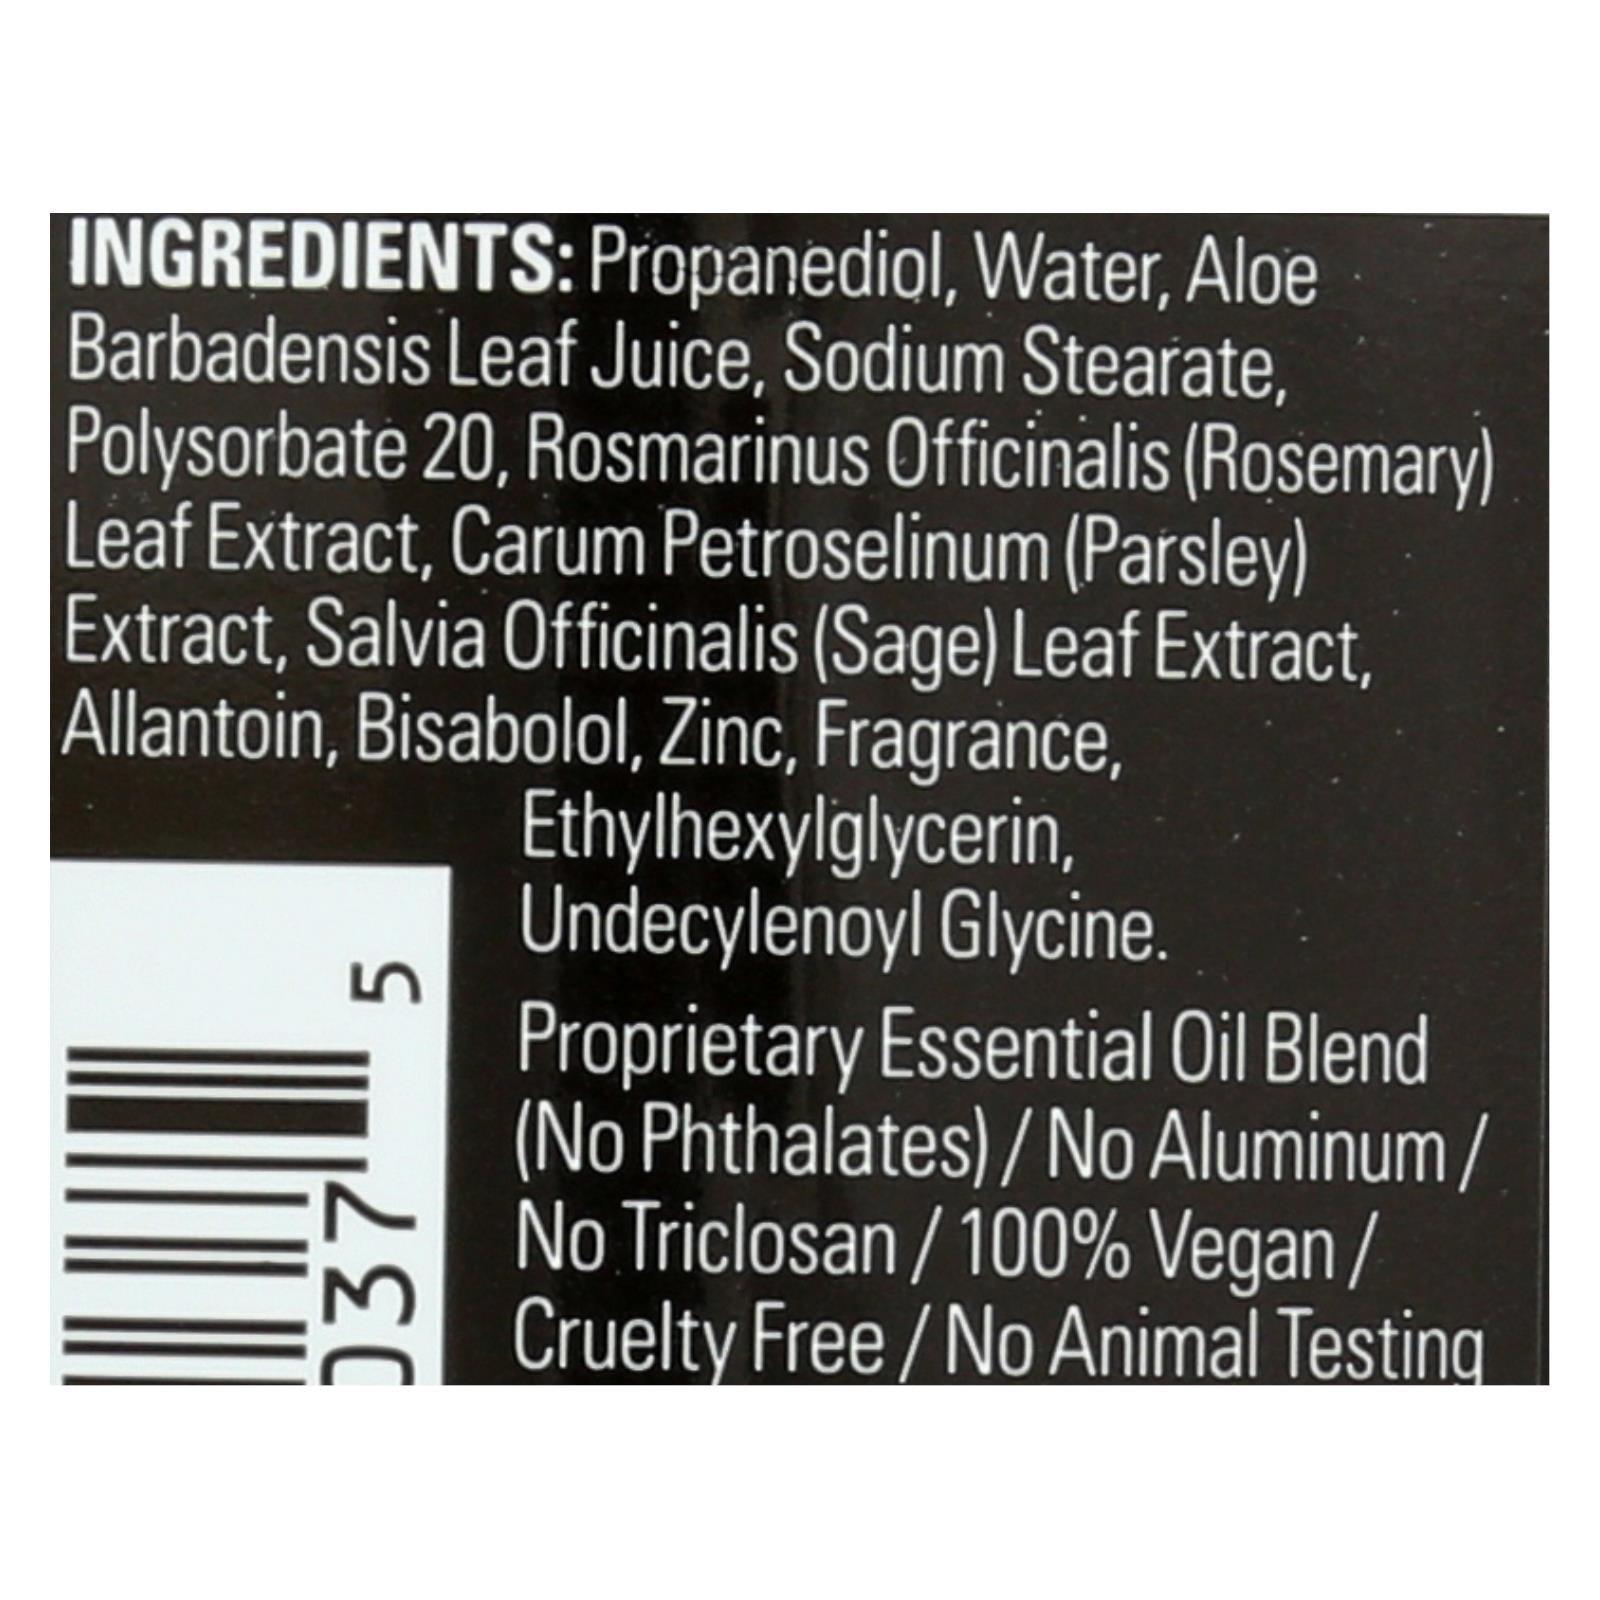 INGREDIENTS: Propanediol, Water, Aloe
Barbadensis Leaf Juice, Sodium Stearate,
Polysorbate 20, Rosmarinus Officinalis (Rosemary)
Leaf Extract, Carum Petroselinum (Parsley)
Extract, Salvia Officinalis (Sage) Leaf Extract,
Allantoin, Bisabolol, Zinc, Fragrance,
Ethylhexylglycerin,
Undecylenoyl Glycine.
Proprietary Essential Oil Blend
(No Phthalates) / No Aluminum /
No Triclosan / 100% Vegan /
Cruelty Free / No Animal Testing
037 5